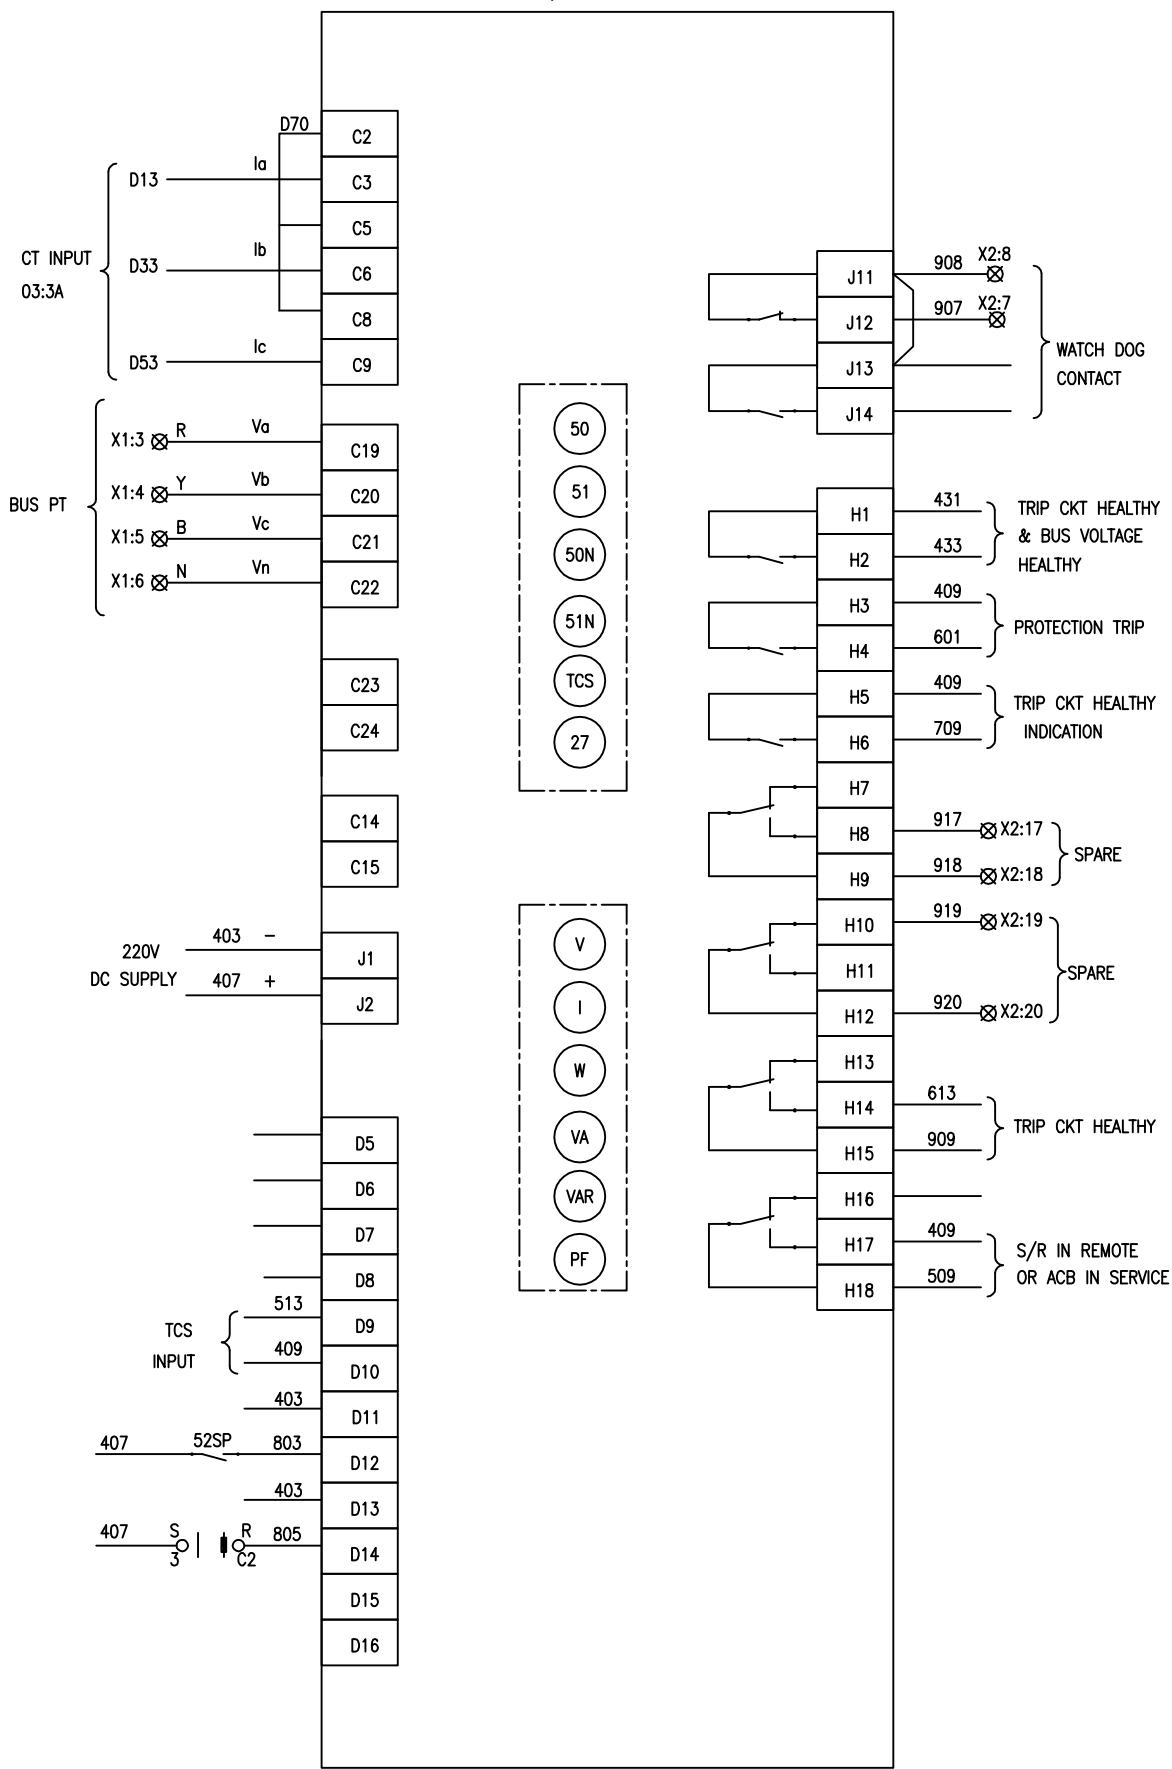 D70
C2
D13
Ia
C3
C5
CT INPUT
03:3A
D33
Ib
C6
C8
D53
Ic
C9
BUS PT
X1:3
R
Va
C19
X1:4
Y
Vb
C20
X1:5
B
Vc
C21
X1:6
N
Vn
C22
C23
C24
C14
C15
220V
DC SUPPLY
403
-
J1
407
+
J2
D5
D6
D7
D8
TCS
INPUT
513
D9
409
D10
403
D11
407
52SP
803
D12
403
D13
407
S
3
R
C2
805
D14
D15
D16
50
51
50N
51N
TCS
27
V
I
W
VA
VAR
PF
J11
908
X2:8
J12
907
X2:7
J13
J14
WATCH DOG
CONTACT
H1
431
H2
433
TRIP CKT HEALTHY
& BUS VOLTAGE
HEALTHY
H3
409
H4
601
PROTECTION TRIP
H5
409
H6
709
TRIP CKT HEALTHY
INDICATION
H7
H8
917
X2:17
H9
918
X2:18
SPARE
H10
919
X2:19
H11
H12
920
X2:20
SPARE
H13
H14
613
H15
909
TRIP CKT HEALTHY
H16
H17
409
H18
509
S/R IN REMOTE
OR ACB IN SERVICE